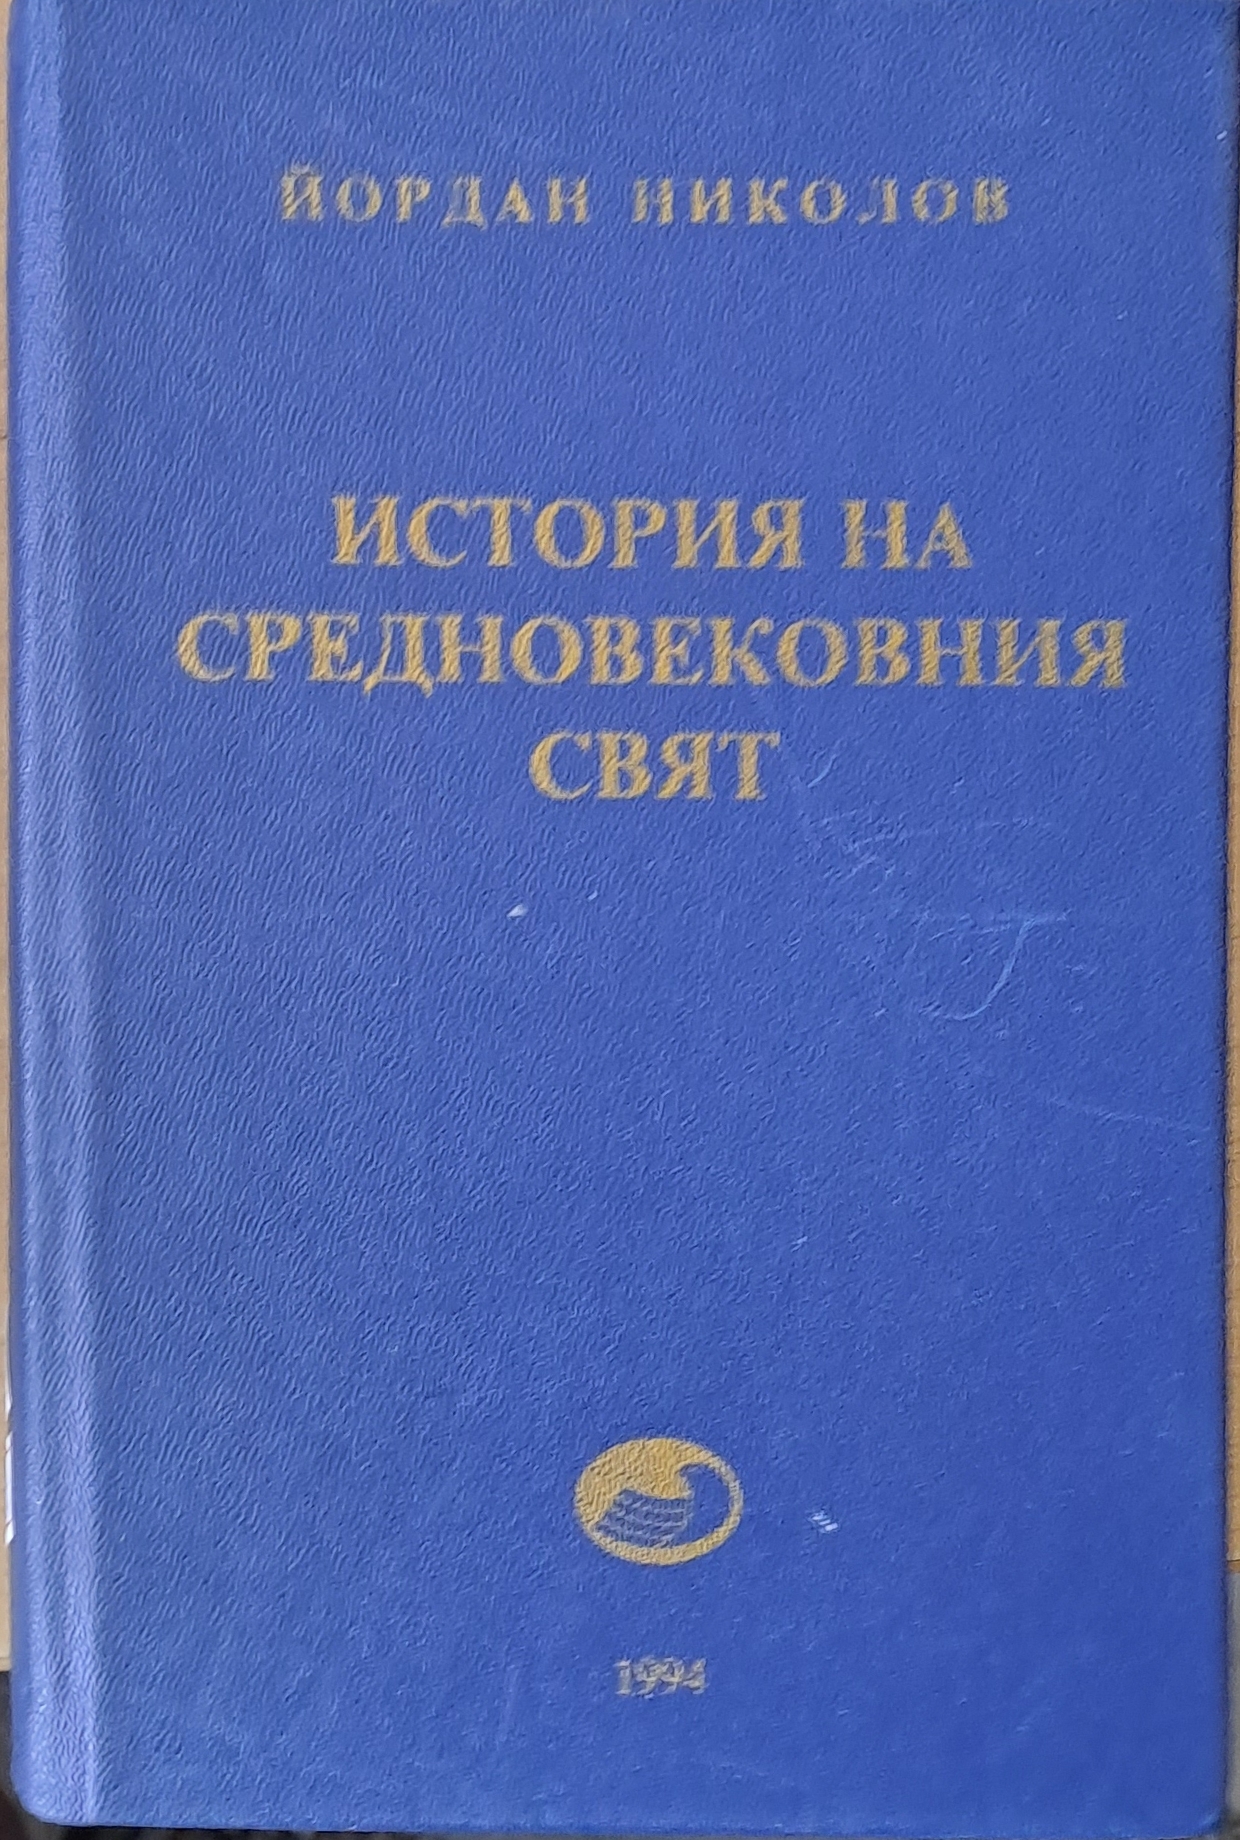 ЙОРДАН НИКОЛОВ
ИСТОРИЯ НА
СРЕДНОВЕКОВНИЯ
СВЯТ
1994